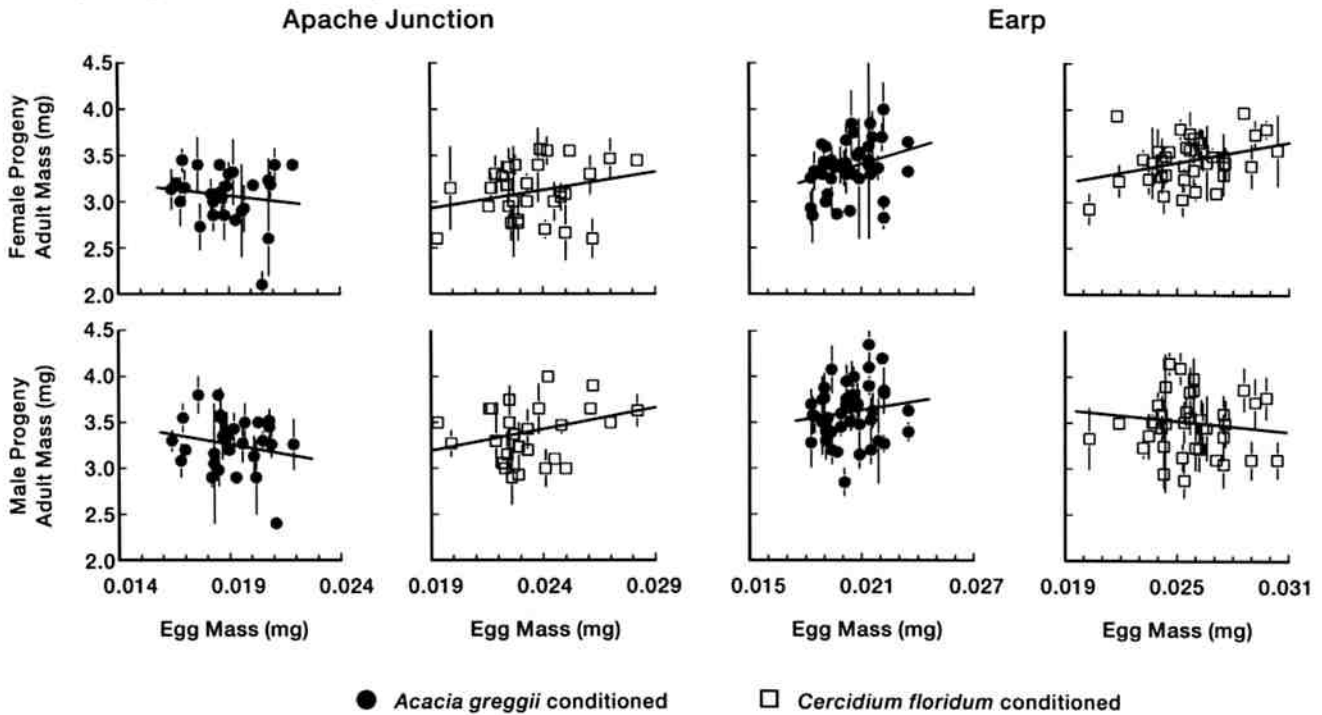 Apache Junction
Earp
Female Progeny
Adult Mass (mg)
4.5
4.0
3.5
3.0
2.5
2.0
Male Progeny
Adult Mass (mg)
4.5
4.0
3.5
3.0
2.5
2.0
0.014 0.019 0.024
0.019 0.024 0.029
0.015 0.021 0.027
0.019 0.025 0.031
Egg Mass (mg)
Egg Mass (mg)
Egg Mass (mg)
Egg Mass (mg)
Acacia greggii conditioned
Cercidium floridum conditioned